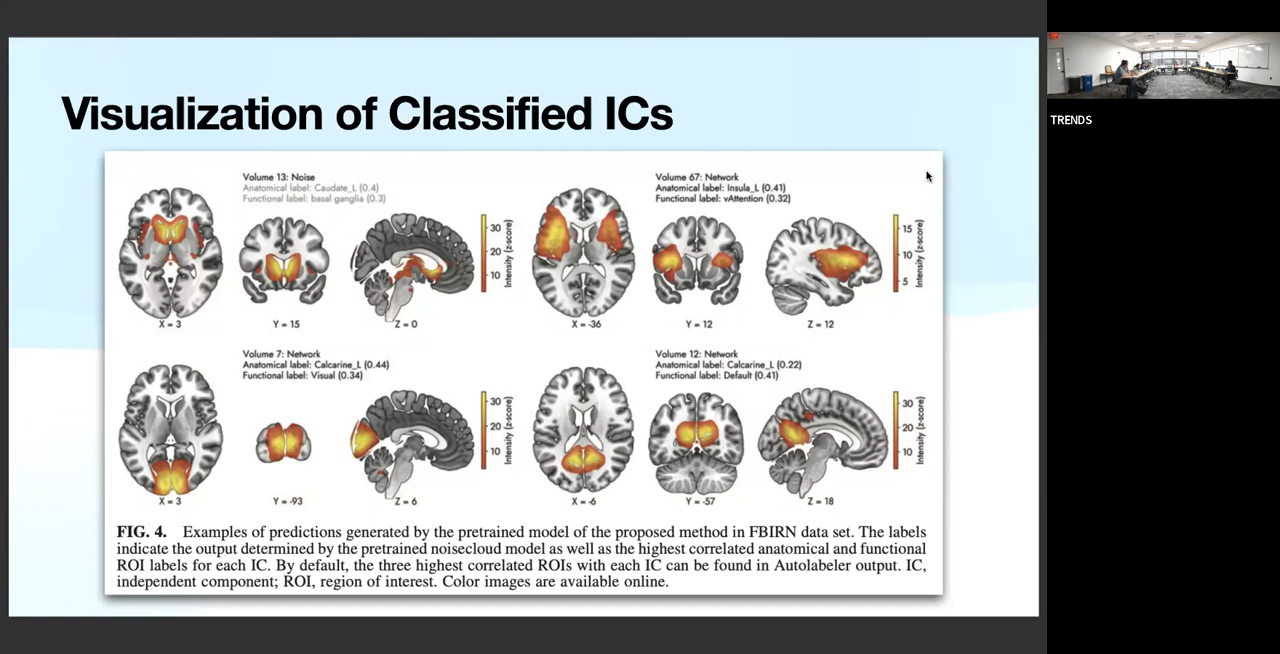 Visualization of Classified ICs
Volume 13: Noise
Anatomical label: Caudate_L (0.4)
Functional label: basal ganglia (0.3)
30
20
10
Intensity (z-score)
X = 3
Y = 15
Z = 0
Volume 67: Network
Anatomical label: Insula_L (0.41)
Functional label: vAttention (0.32)
15
10
5
Intensity (z-score)
X = -36
Y = 12
Z = 12
Volume 7: Network
Anatomical label: Calcarine_L (0.44)
Functional label: Visual (0.34)
30
20
10
Intensity (z-score)
X = 3
Y = -93
Z = 6
Volume 12: Network
Anatomical label: Calcarine_L (0.22)
Functional label: Default (0.41)
30
20
10
Intensity (z-score)
X = -6
Y = -57
Z = 18
FIG. 4. Examples of predictions generated by the pretrained model of the proposed method in FBIRN data set. The labels
indicate the output determined by the pretrained noisecloud model as well as the highest correlated anatomical and functional
ROI labels for each IC. By default, the three highest correlated ROIs with each IC can be found in Autolabeler output. IC,
independent component; ROI, region of interest. Color images are available online.
TRENDS